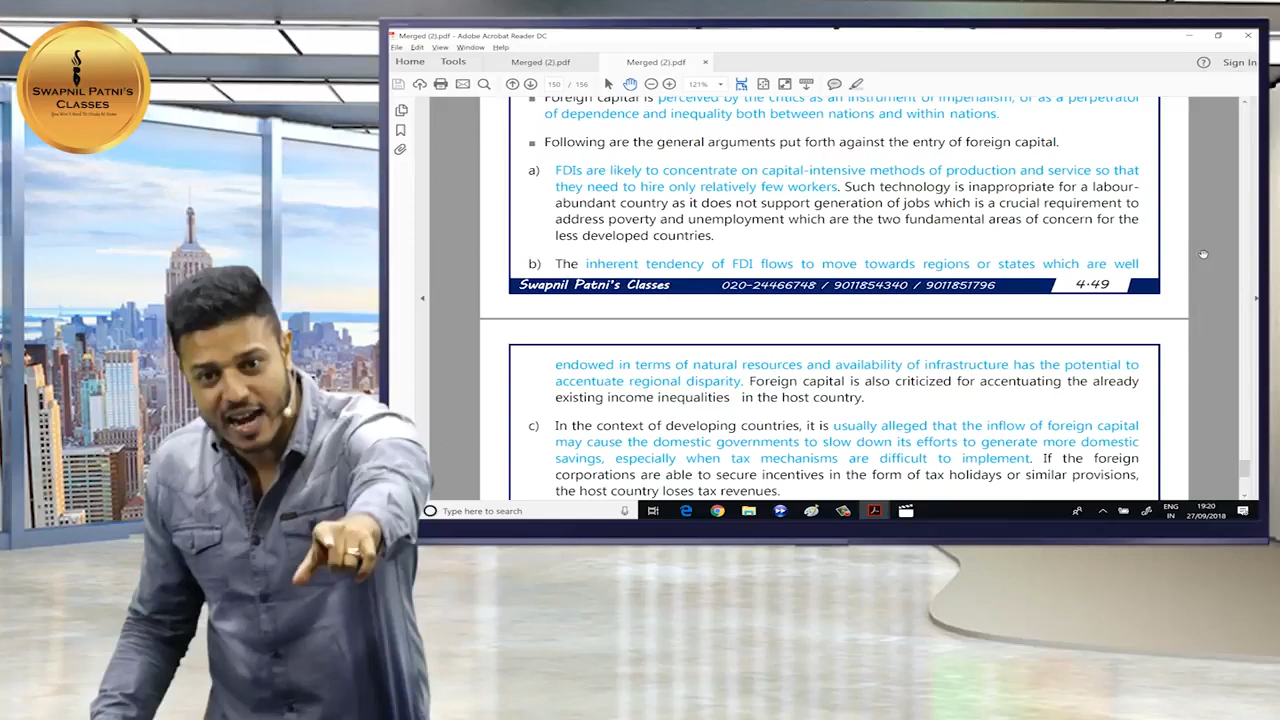 SWAPNIL PATNI'S
CLASSES
Merged (2).pdf - Adobe Acrobat Reader DC
File Edit View Window Help
Home Tools Merged (2).pdf Merged (2).pdf × Sign In
150 / 156 121%
Foreign capital is perceived by the critics as an instrument of imperialism, or as a perpetrator
of dependence and inequality both between nations and within nations.
Following are the general arguments put forth against the entry of foreign capital.
a) FDIs are likely to concentrate on capital-intensive methods of production and service so that
they need to hire only relatively few workers. Such technology is inappropriate for a labour-
abundant country as it does not support generation of jobs which is a crucial requirement to
address poverty and unemployment which are the two fundamental areas of concern for the
less developed countries.
b) The inherent tendency of FDI flows to move towards regions or states which are well
Swapnil Patni's Classes 020-24466748 / 9011854340 / 9011851796 4.49
endowed in terms of natural resources and availability of infrastructure has the potential to
accentuate regional disparity. Foreign capital is also criticized for accentuating the already
existing income inequalities in the host country.
c) In the context of developing countries, it is usually alleged that the inflow of foreign capital
may cause the domestic governments to slow down its efforts to generate more domestic
savings, especially when tax mechanisms are difficult to implement. If the foreign
corporations are able to secure incentives in the form of tax holidays or similar provisions,
the host country loses tax revenues.
Type here to search
ENG
IN
19:20
27/09/2018